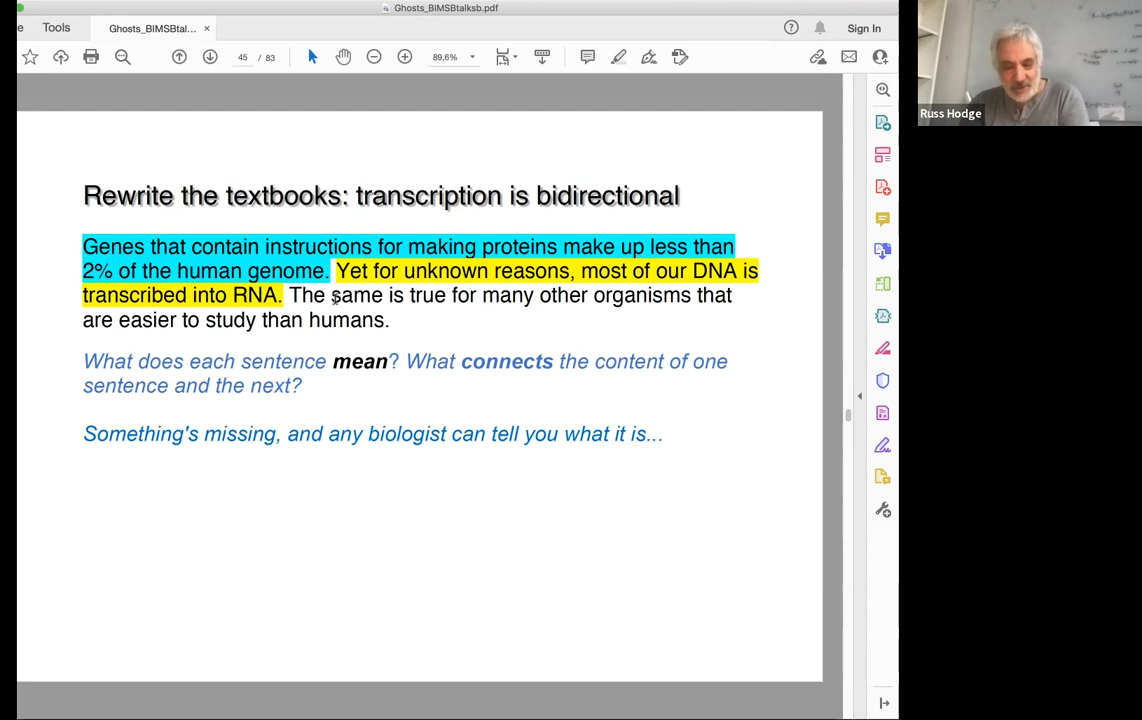 Ghosts_BIMSBtalksb.pdf
e Tools Ghosts_BIMSBtal... × ? Sign In
45 / 83 89,6%
Russ Hodge
Rewrite the textbooks: transcription is bidirectional
Genes that contain instructions for making proteins make up less than
2% of the human genome. Yet for unknown reasons, most of our DNA is
transcribed into RNA. The same is true for many other organisms that
are easier to study than humans.
What does each sentence mean? What connects the content of one
sentence and the next?
Something's missing, and any biologist can tell you what it is...